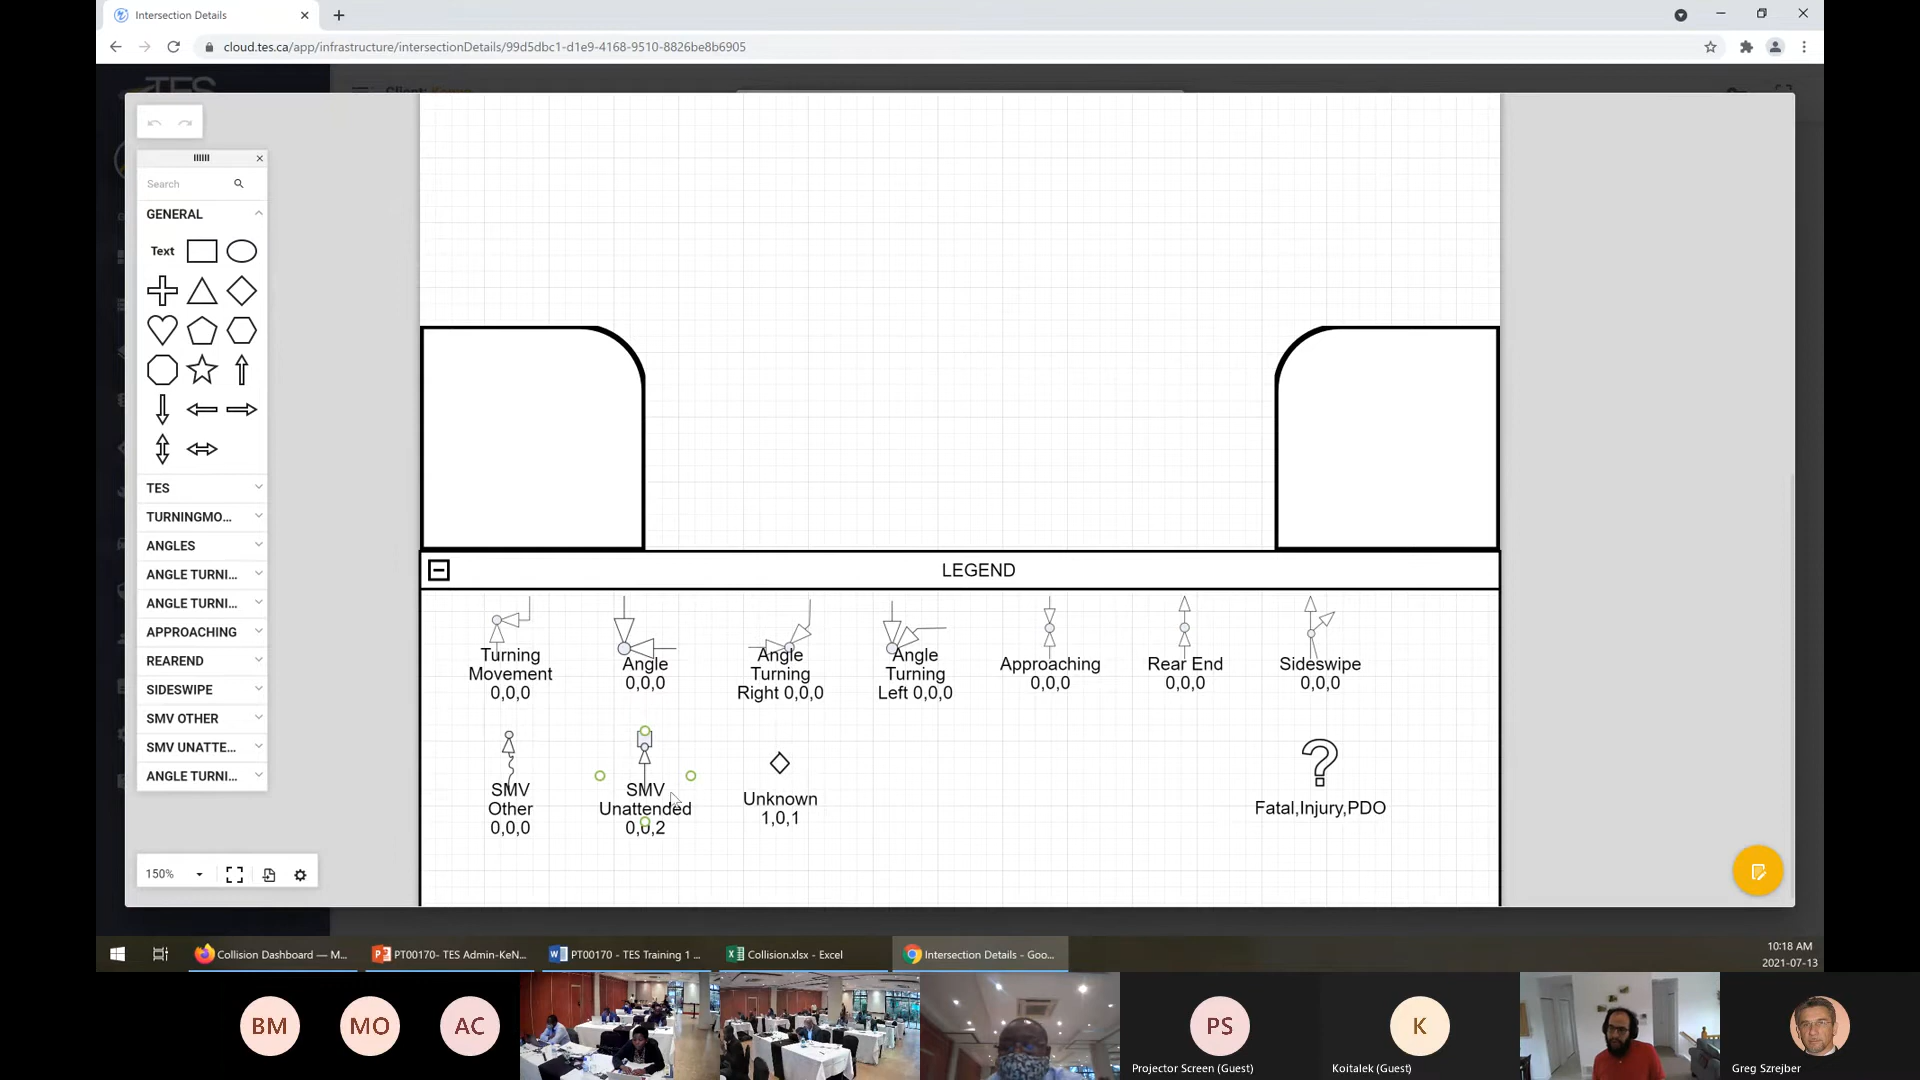 Intersection Details
cloud.tes.ca/app/infrastructure/intersectionDetails/99d5dbc1-d1e9-4168-9510-8826be8b6905
TES
Client:
Search
GENERAL
Text
TES
TURNINGMO...
ANGLES
ANGLE TURNI...
ANGLE TURNI...
APPROACHING
REAREND
SIDESWIPE
SMV OTHER
SMV UNATTE...
ANGLE TURNI...
150%
LEGEND
Turning
Movement
0,0,0
Angle
0,0,0
Angle
Turning
Right 0,0,0
Angle
Turning
Left 0,0,0
Approaching
0,0,0
Rear End
0,0,0
Sideswipe
0,0,0
SMV
Other
0,0,0
SMV
Unattended
0,0,2
Unknown
1,0,1
Fatal,Injury,PDO
Collision Dashboard — M...
PT00170- TES Admin-KeN...
PT00170 - TES Training 1 ...
Collision.xlsx - Excel
Intersection Details - Goo...
10:18 AM
2021-07-13
BM
MO
AC
PS
Projector Screen (Guest)
K
Koitalek (Guest)
Greg Szrejber